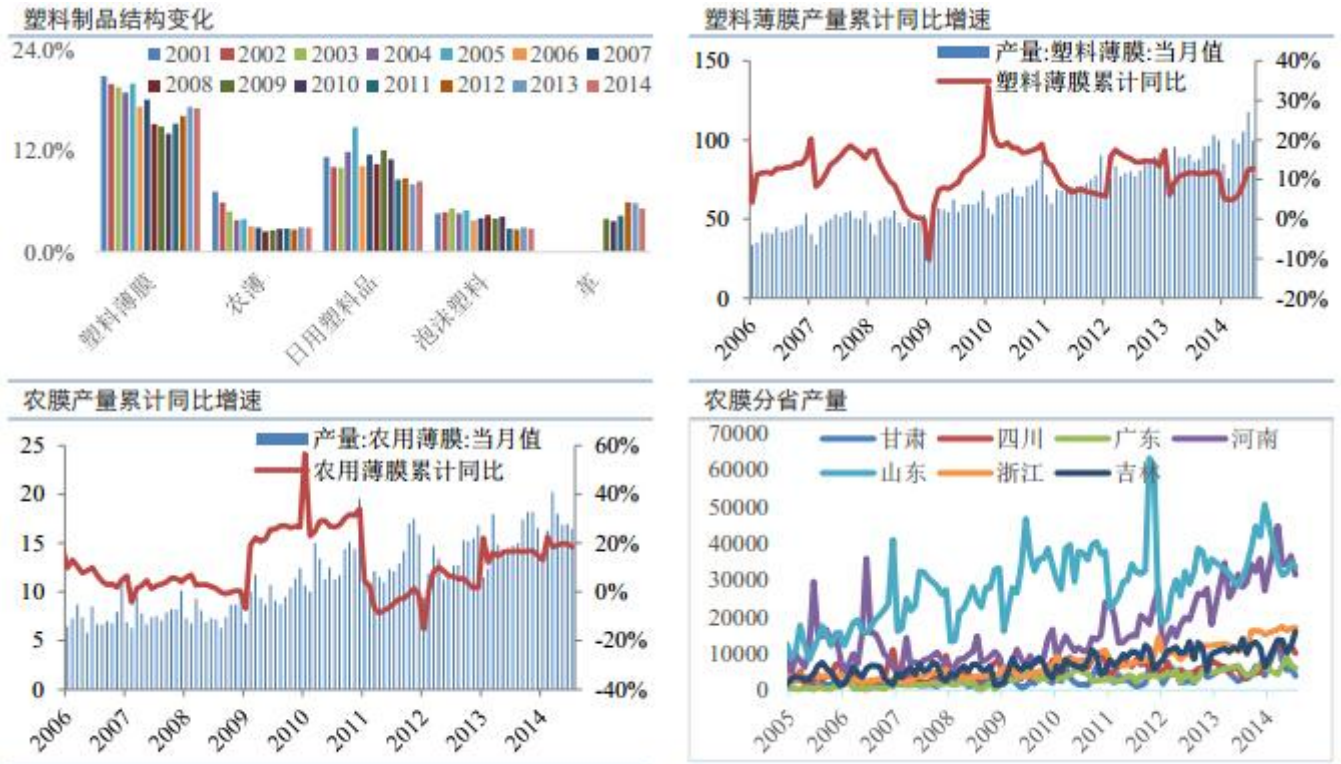 塑料制品结构变化
24.0%
2001 2002 2003 2004 2005 2006 2007
2008 2009 2010 2011 2012 2013 2014
12.0%
0.0%
塑料薄膜 农薄 日用塑料品 泡沫塑料 革
塑料薄膜产量累计同比增速
产量:塑料薄膜:当月值
塑料薄膜累计同比
150
100
50
0
40%
30%
20%
10%
0%
-10%
-20%
2006 2007 2008 2009 2010 2011 2012 2013 2014
农膜产量累计同比增速
产量:农用薄膜:当月值
农用薄膜累计同比
25
20
15
10
5
0
60%
40%
20%
0%
-20%
-40%
2006 2007 2008 2009 2010 2011 2012 2013 2014
农膜分省产量
70000
60000
50000
40000
30000
20000
10000
0
甘肃 四川 广东 河南
山东 浙江 吉林
2005 2006 2007 2008 2009 2010 2011 2012 2013 2014